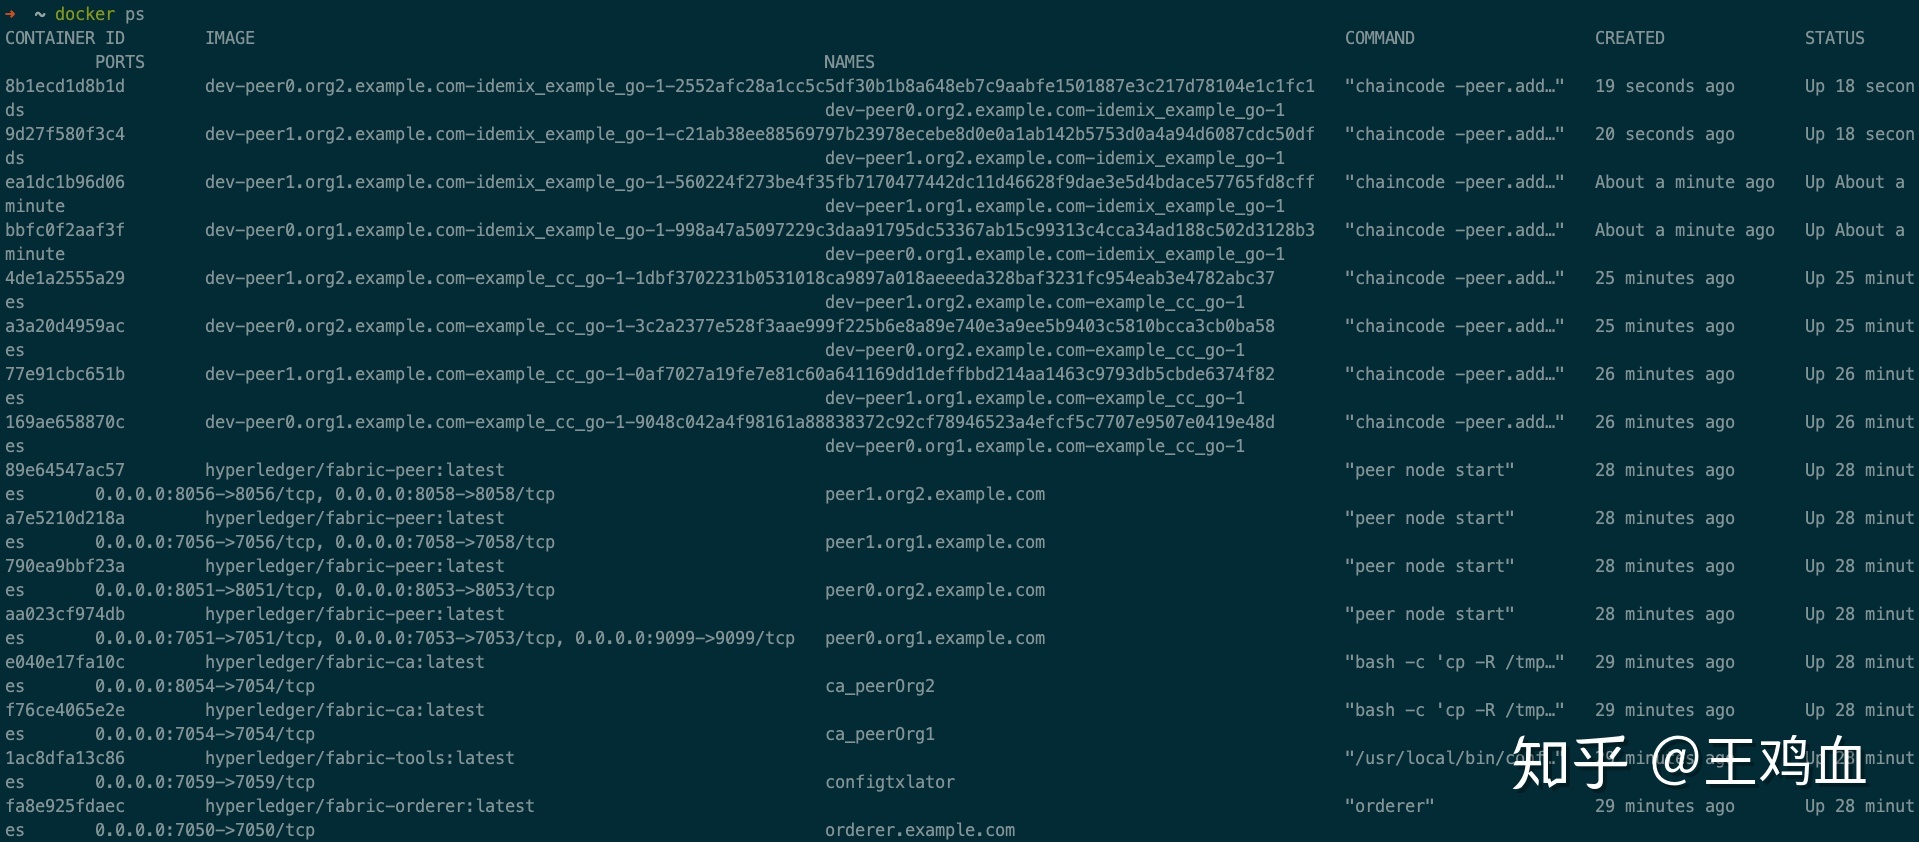 ➜  ~ docker ps
CONTAINER ID        IMAGE                                                                                                             COMMAND                  CREATED              STATUS
         PORTS                                                                    NAMES
8b1ecd1d8b1d        dev-peer0.org2.example.com-idemix_example_go-1-2552afc28a1cc5c5df30b1b8a648eb7c9aabfe1501887e3c217d78104e1c1fc1   "chaincode -peer.add…"   19 seconds ago       Up 18 secon
ds                                                                                dev-peer0.org2.example.com-idemix_example_go-1
9d27f580f3c4        dev-peer1.org2.example.com-idemix_example_go-1-c21ab38ee88569797b23978ecebe8d0e0a1ab142b5753d0a4a94d6087cdc50df   "chaincode -peer.add…"   20 seconds ago       Up 18 secon
ds                                                                                dev-peer1.org2.example.com-idemix_example_go-1
ea1dc1b96d06        dev-peer1.org1.example.com-idemix_example_go-1-560224f273be4f35fb7170477442dc11d46628f9dae3e5d4bdace57765fd8cff   "chaincode -peer.add…"   About a minute ago   Up About a
minute                                                                            dev-peer1.org1.example.com-idemix_example_go-1
bbfc0f2aaf3f        dev-peer0.org1.example.com-idemix_example_go-1-998a47a5097229c3daa91795dc53367ab15c99313c4cca34ad188c502d3128b3   "chaincode -peer.add…"   About a minute ago   Up About a
minute                                                                            dev-peer0.org1.example.com-idemix_example_go-1
4de1a2555a29        dev-peer1.org2.example.com-example_cc_go-1-1dbf3702231b0531018ca9897a018aeeeda328baf3231fc954eab3e4782abc37       "chaincode -peer.add…"   25 minutes ago       Up 25 minut
es                                                                                dev-peer1.org2.example.com-example_cc_go-1
a3a20d4959ac        dev-peer0.org2.example.com-example_cc_go-1-3c2a2377e528f3aae999f225b6e8a89e740e3a9ee5b9403c5810bcca3cb0ba58       "chaincode -peer.add…"   25 minutes ago       Up 25 minut
es                                                                                dev-peer0.org2.example.com-example_cc_go-1
77e91cbc651b        dev-peer1.org1.example.com-example_cc_go-1-0af7027a19fe7e81c60a641169dd1deffbbd214aa1463c9793db5cbde6374f82       "chaincode -peer.add…"   26 minutes ago       Up 26 minut
es                                                                                dev-peer1.org1.example.com-example_cc_go-1
169ae658870c        dev-peer0.org1.example.com-example_cc_go-1-9048c042a4f98161a88838372c92cf78946523a4efcf5c7707e9507e0419e48d       "chaincode -peer.add…"   26 minutes ago       Up 26 minut
es                                                                                dev-peer0.org1.example.com-example_cc_go-1
89e64547ac57        hyperledger/fabric-peer:latest                                                                                    "peer node start"        28 minutes ago       Up 28 minut
es       0.0.0.0:8056->8056/tcp, 0.0.0.0:8058->8058/tcp                           peer1.org2.example.com
a7e5210d218a        hyperledger/fabric-peer:latest                                                                                    "peer node start"        28 minutes ago       Up 28 minut
es       0.0.0.0:7056->7056/tcp, 0.0.0.0:7058->7058/tcp                           peer1.org1.example.com
790ea9bbf23a        hyperledger/fabric-peer:latest                                                                                    "peer node start"        28 minutes ago       Up 28 minut
es       0.0.0.0:8051->8051/tcp, 0.0.0.0:8053->8053/tcp                           peer0.org2.example.com
aa023cf974db        hyperledger/fabric-peer:latest                                                                                    "peer node start"        28 minutes ago       Up 28 minut
es       0.0.0.0:7051->7051/tcp, 0.0.0.0:7053->7053/tcp, 0.0.0.0:9099->9099/tcp   peer0.org1.example.com
e040e17fa10c        hyperledger/fabric-ca:latest                                                                                      "bash -c 'cp -R /tmp…"   29 minutes ago       Up 28 minut
es       0.0.0.0:8054->7054/tcp                                                   ca_peerOrg2
f76ce4065e2e        hyperledger/fabric-ca:latest                                                                                      "bash -c 'cp -R /tmp…"   29 minutes ago       Up 28 minut
es       0.0.0.0:7054->7054/tcp                                                   ca_peerOrg1
1ac8dfa13c86        hyperledger/fabric-tools:latest                                                                                   "/usr/local/bin/conf…"   29 minutes ago       Up 28 minut
es       0.0.0.0:7059->7059/tcp                                                   configtxlator
fa8e925fdaec        hyperledger/fabric-orderer:latest                                                                                 "orderer"                29 minutes ago       Up 28 minut
es       0.0.0.0:7050->7050/tcp                                                   orderer.example.com
知乎 @王鸡血